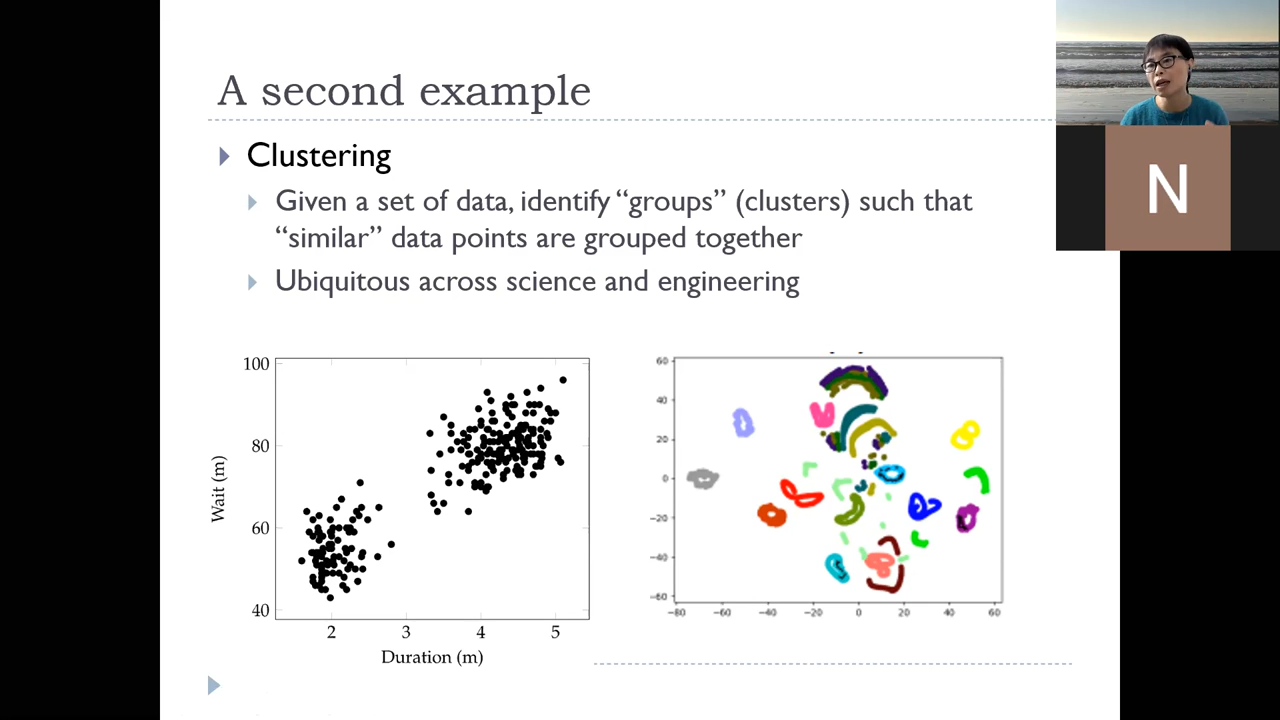 A second example
Clustering
Given a set of data, identify “groups” (clusters) such that
“similar” data points are grouped together
Ubiquitous across science and engineering
N
100
80
60
40
Wait (m)
2 3 4 5
Duration (m)
60
40
20
0
−20
−40
−60
−80 −60 −40 −20 0 20 40 60